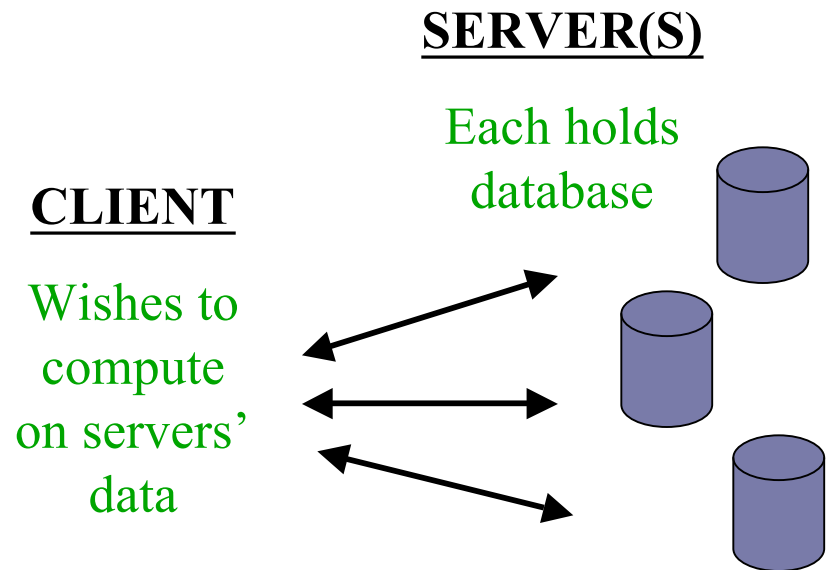 SERVER(S)
Each holds
database
CLIENT
Wishes to
compute
on servers’
data